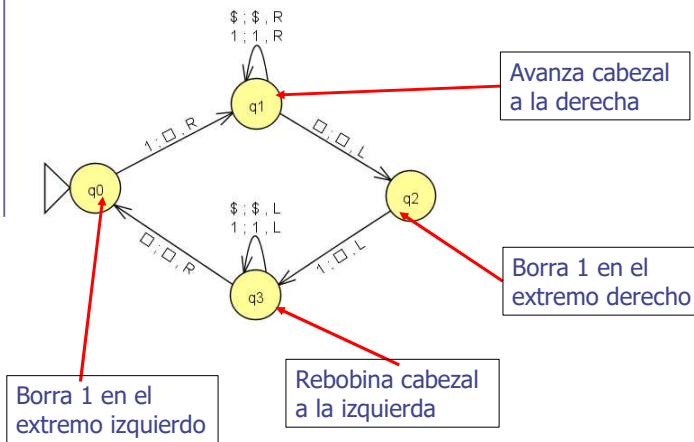 $ ; $ , R
1 ; 1 , R
Avanza cabezal
a la derecha
q1
1 ; □ , R
□ ; □ , L
q0
q2
$ ; $ , L
1 ; 1 , L
□ ; □ , R
1 ; □ , L
q3
Borra 1 en el
extremo derecho
Rebobina cabezal
a la izquierda
Borra 1 en el
extremo izquierdo